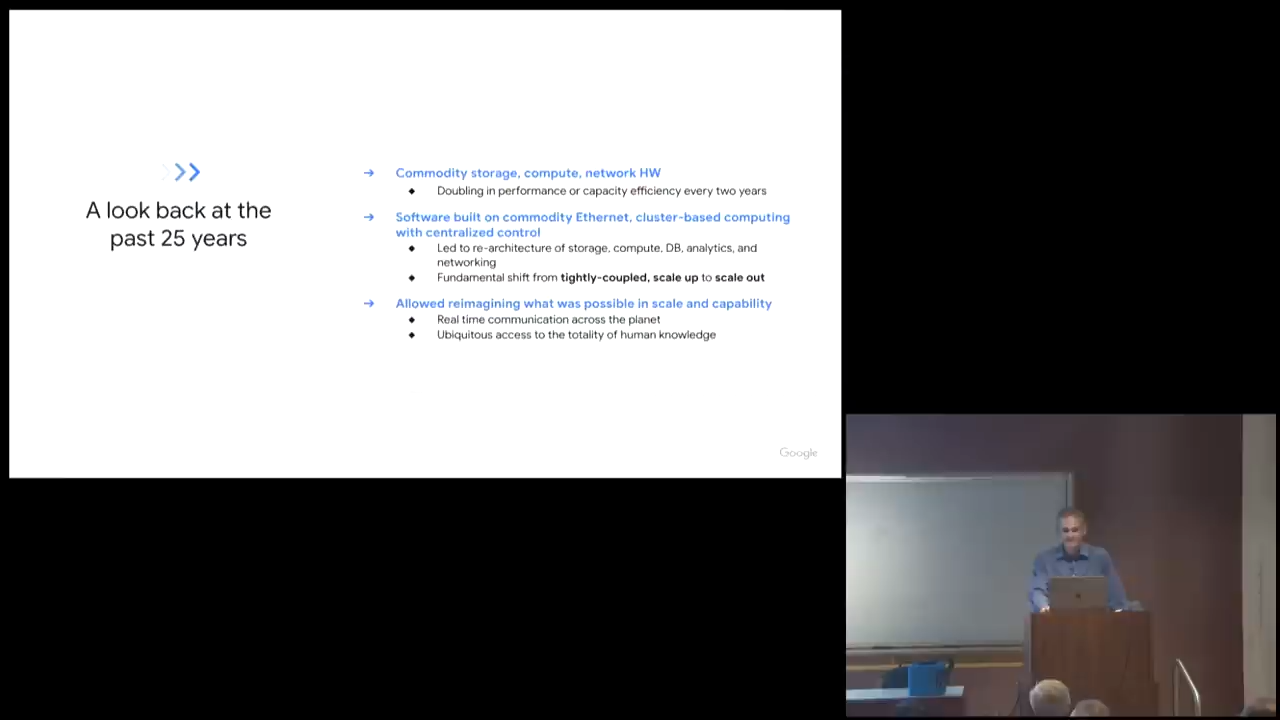 A look back at the
past 25 years
→ Commodity storage, compute, network HW
◆ Doubling in performance or capacity efficiency every two years
→ Software built on commodity Ethernet, cluster-based computing
with centralized control
◆ Led to re-architecture of storage, compute, DB, analytics, and
networking
◆ Fundamental shift from tightly-coupled, scale up to scale out
→ Allowed reimagining what was possible in scale and capability
◆ Real time communication across the planet
◆ Ubiquitous access to the totality of human knowledge
Google